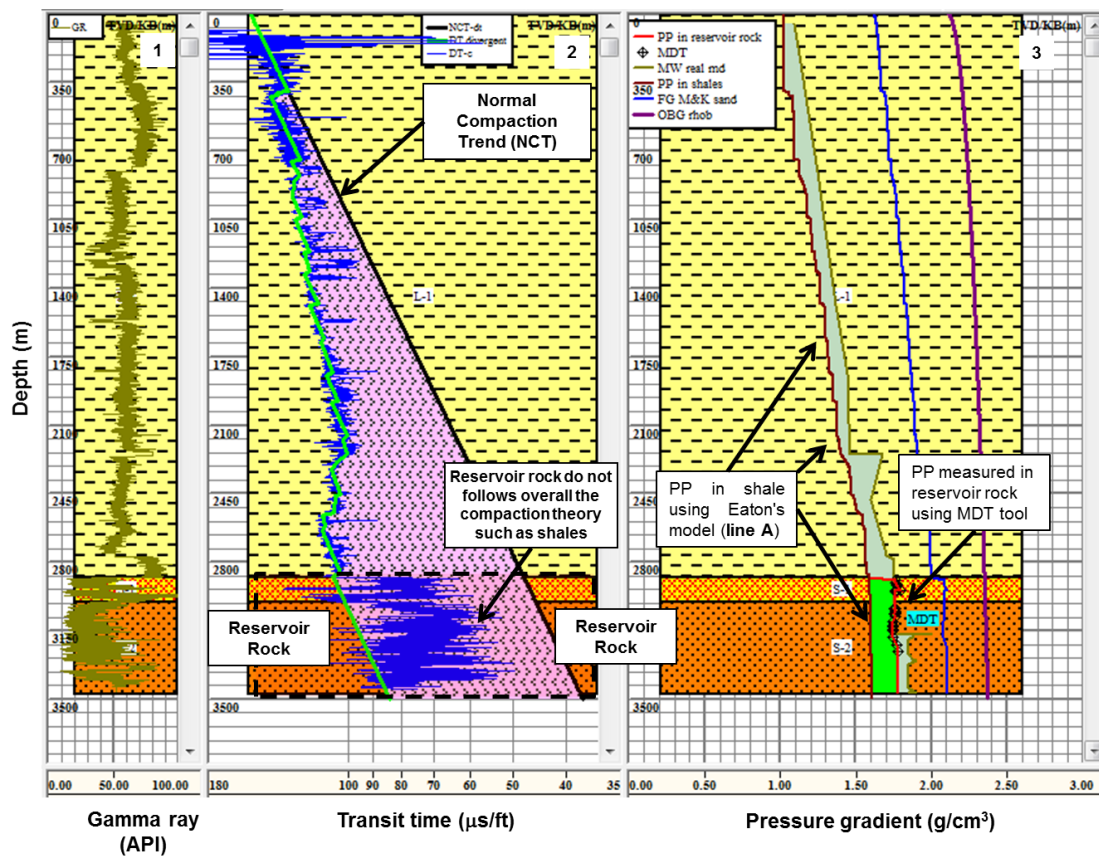 GR
TVD/KB(m)
1
0
350
700
1050
1400
1750
2100
2450
2800
3150
3500
0.00 50.00 100.00
Gamma ray
(API)
Depth (m)
NCT-dt
DT divergent
DT-c
TVD/KB(m)
2
0
350
700
1050
1400
1750
2100
2450
2800
3150
3500
Normal
Compaction
Trend (NCT)
L-1
Reservoir rock do not
follows overall the
compaction theory
such as shales
Reservoir
Rock
Reservoir
Rock
180 100 90 80 70 60 50 40 35
Transit time (μs/ft)
PP in reservoir rock
MDT
MW real md
PP in shales
FG M&K sand
OBG rhob
TVD/KB(m)
3
0
350
700
1050
1400
1750
2100
2450
2800
3150
3500
PP in shale
using Eaton's
model (line A)
PP measured in
reservoir rock
using MDT tool
MDT
S-2
0.20 0.50 1.00 1.50 2.00 2.50 3.00
Pressure gradient (g/cm³)